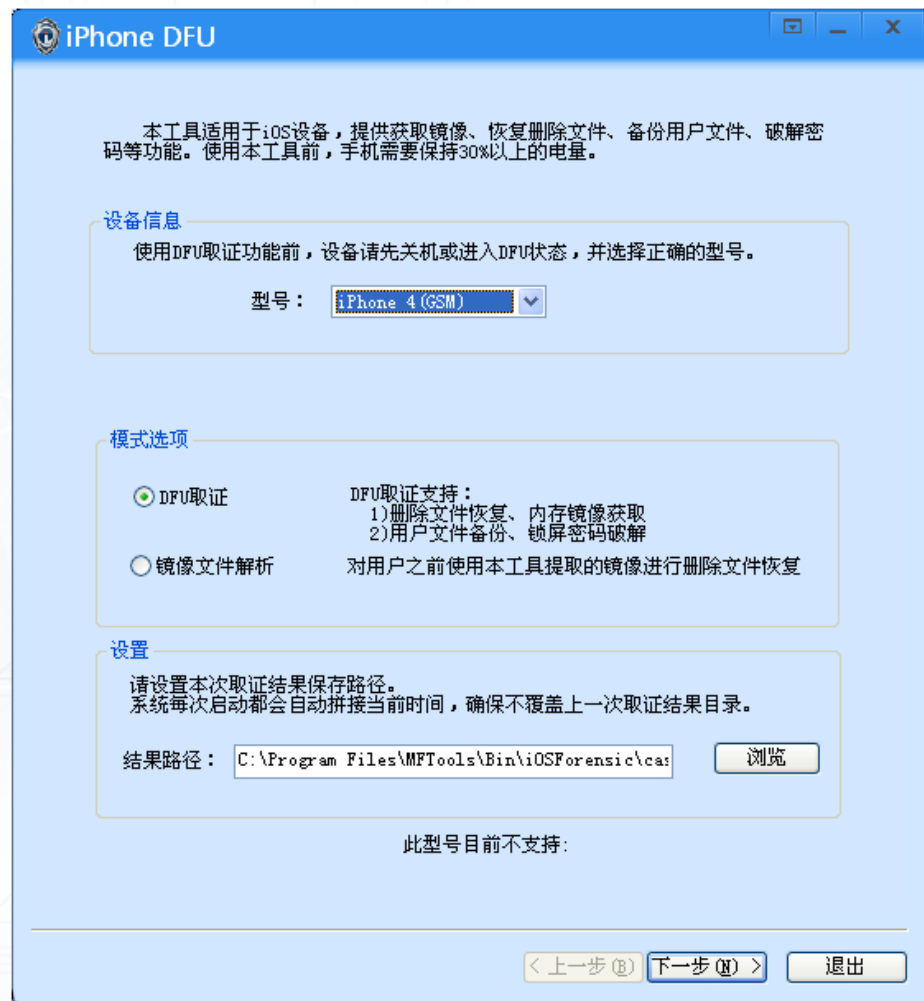 iPhone DFU
本工具适用于iOS设备，提供获取镜像、恢复删除文件、备份用户文件、破解密
码等功能。使用本工具前，手机需要保持30%以上的电量。
设备信息
使用DFU取证功能前，设备请先关机或进入DFU状态，并选择正确的型号。
型号： iPhone 4(GSM)
模式选项
DFU取证 DFU取证支持：
1)删除文件恢复、内存镜像获取
2)用户文件备份、锁屏密码破解
镜像文件解析 对用户之前使用本工具提取的镜像进行删除文件恢复
设置
请设置本次取证结果保存路径。
系统每次启动都会自动拼接当前时间，确保不覆盖上一次取证结果目录。
结果路径： C:\Program Files\MFTools\Bin\iOSForensic\cas 浏览
此型号目前不支持:
< 上一步(B) 下一步(N) > 退出